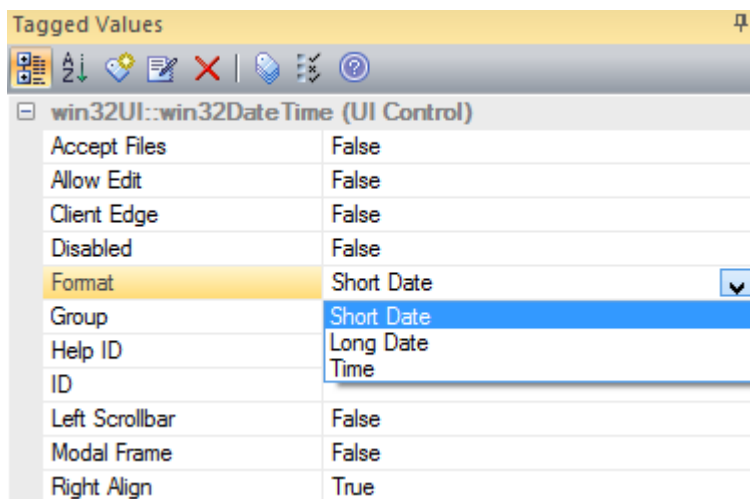 Tagged Values
win32UI::win32DateTime (UI Control)
Accept Files False
Allow Edit False
Client Edge False
Disabled False
Format Short Date
Group Short Date
Help ID Long Date
Time
ID
Left Scrollbar False
Modal Frame False
Right Align True